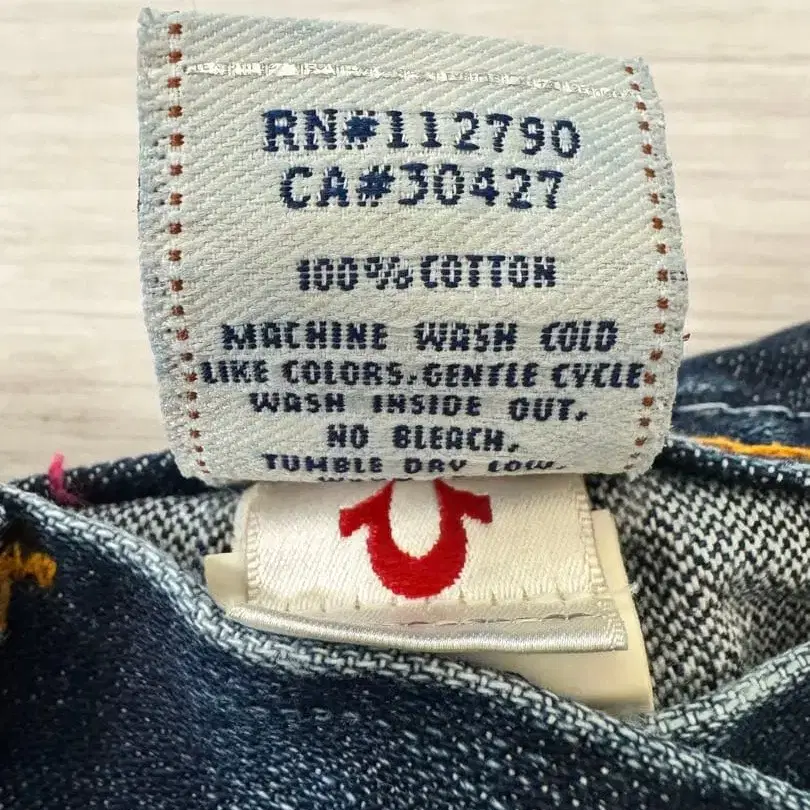 RN#112790
CA#30427
100% COTTON
MACHINE WASH COLD
LIKE COLORS. GENTLE CYCLE
WASH INSIDE OUT.
NO BLEACH.
TUMBLE DRY LOW.